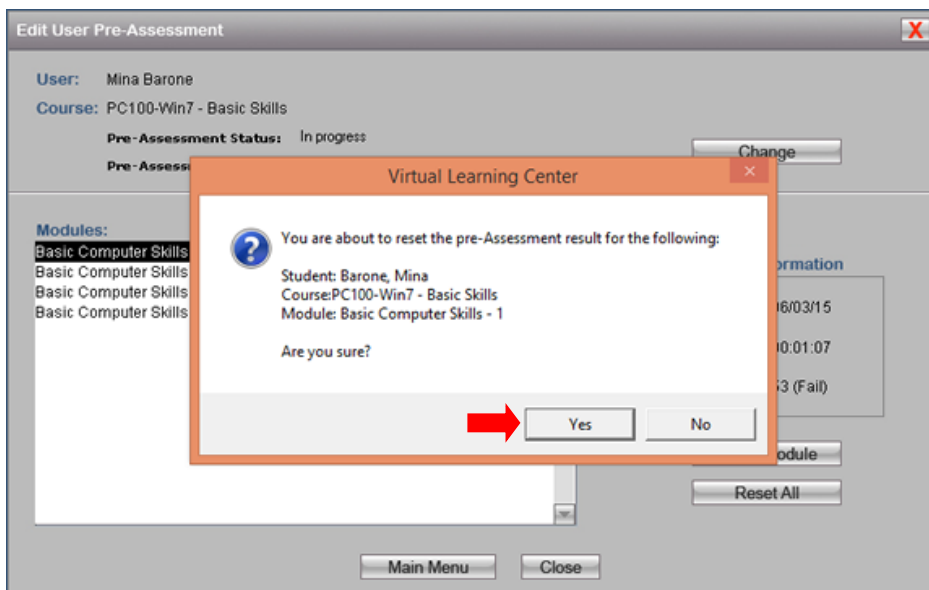 Edit User Pre-Assessment
X
User: Mina Barone
Course: PC100-Win7 - Basic Skills
Pre-Assessment Status: In progress
Change
Virtual Learning Center
Modules:
Basic Computer Skills
Basic Computer Skills
Basic Computer Skills
Basic Computer Skills
You are about to reset the pre-Assessment result for the following:
Student: Barone, Mina
Course:PC100-Win7 - Basic Skills
Module: Basic Computer Skills - 1
Are you sure?
Yes
No
(Fail)
Reset All
Main Menu
Close